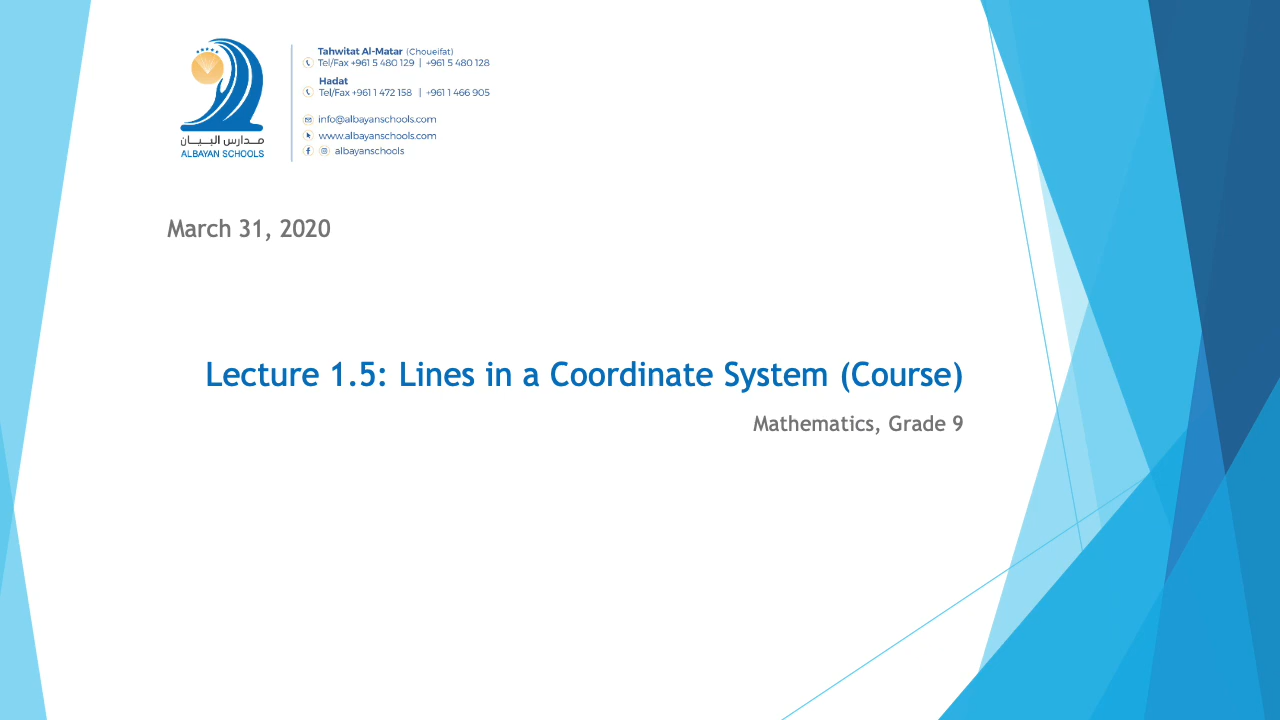 Tahwitat Al-Matar (Choueifat)
Tel/Fax +961 5 480 129 | +961 5 480 128
Hadat
Tel/Fax +961 1 472 158 | +961 1 466 905
info@albayanschools.com
www.albayanschools.com
albayanschools
مدارس البيان
ALBAYAN SCHOOLS
March 31, 2020
Lecture 1.5: Lines in a Coordinate System (Course)
Mathematics, Grade 9